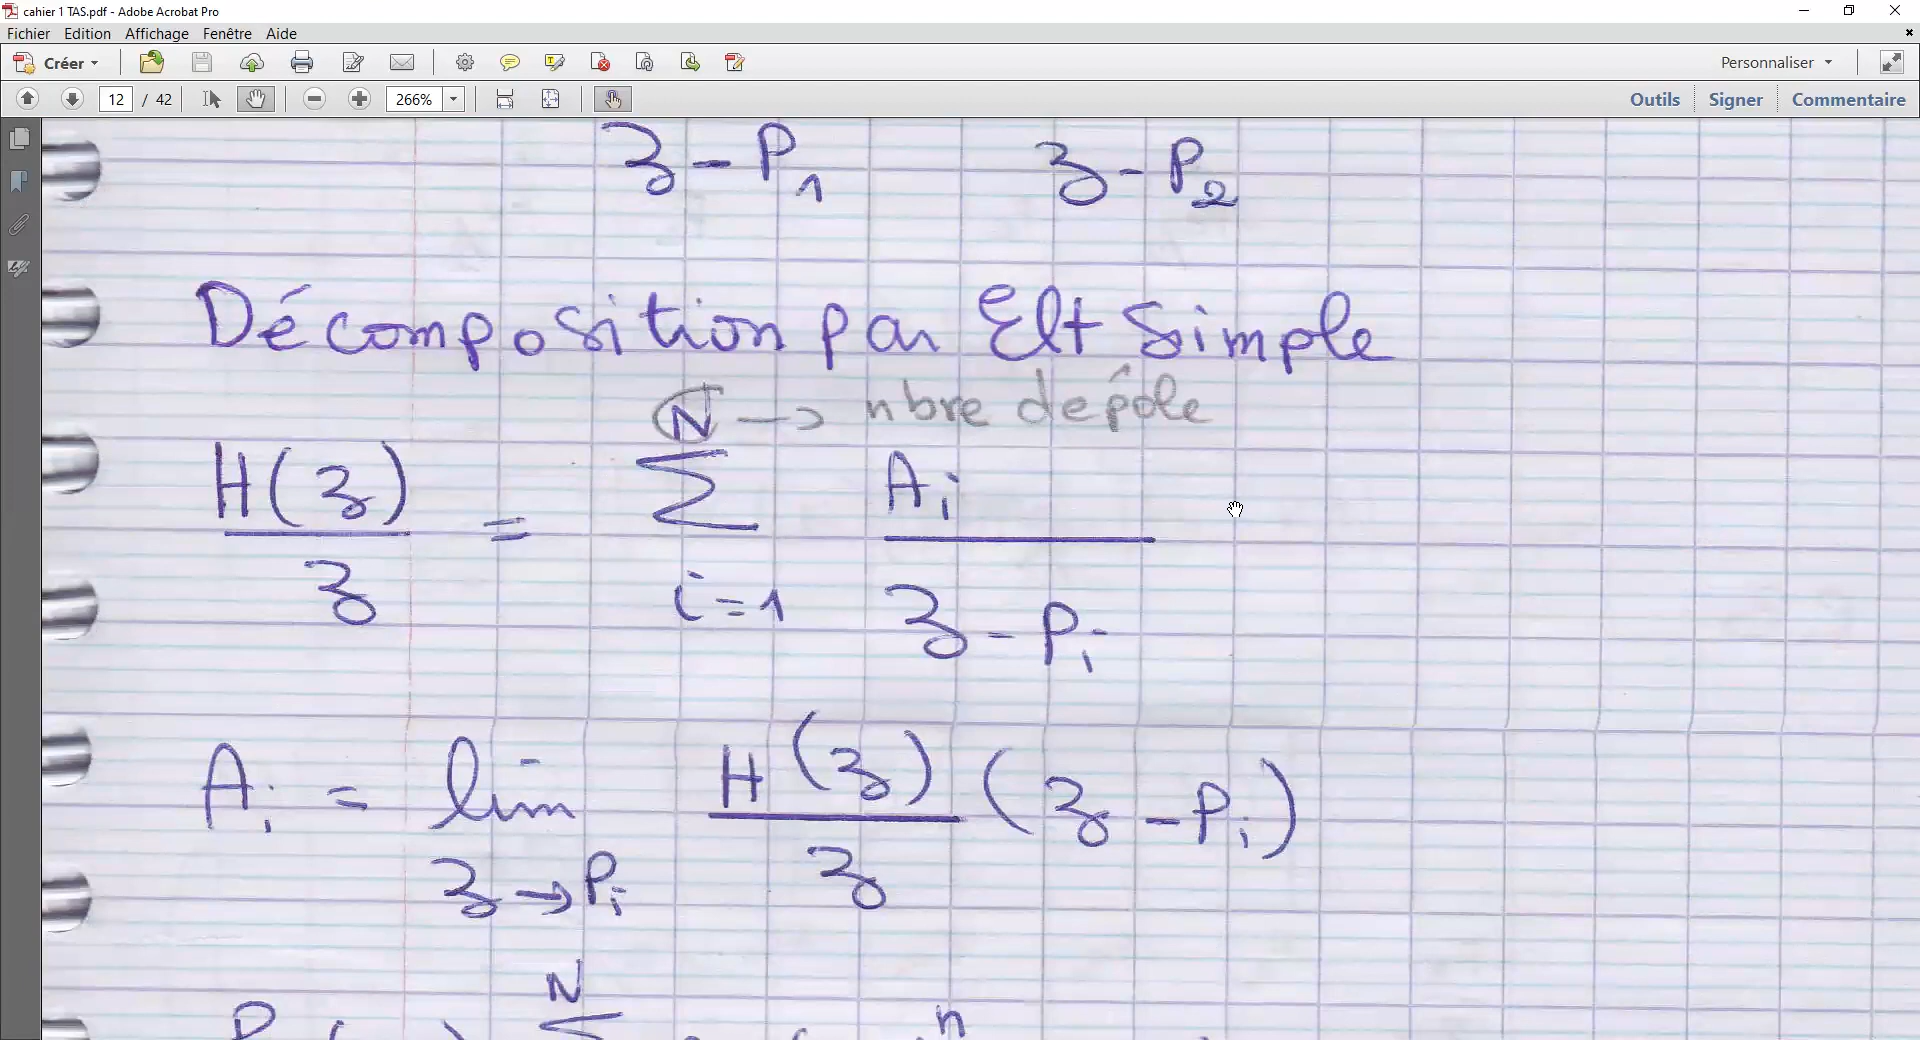 cahier 1 TAS.pdf - Adobe Acrobat Pro
Fichier Edition Affichage Fenêtre Aide
Créer Personnaliser
12 / 42 266% Outils Signer Commentaire
z - P1 z - P2
Décomposition par Elt Simple
N → nbre de pôle
H(z) / z = Σ i=1 Ai / z - Pi
Ai = lim z→Pi H(z) / z (z - Pi)
N
n